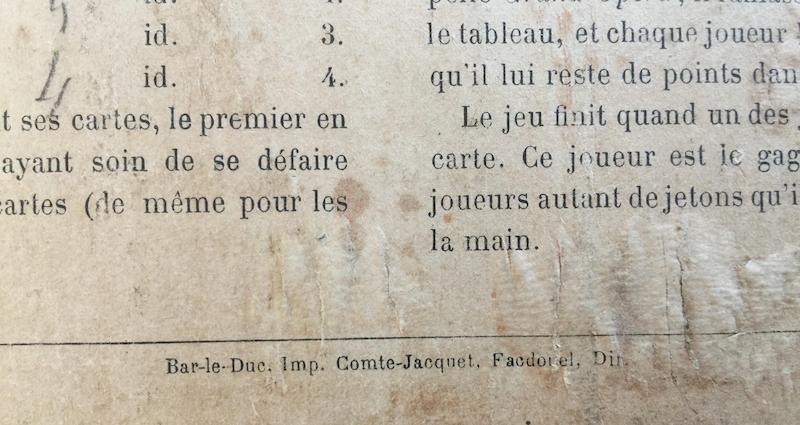 5
id. 3.
4
id. 4.
t ses cartes, le premier en
ayant soin de se défaire
cartes (de même pour les
le tableau, et chaque joueur
qu'il lui reste de points dan
Le jeu finit quand un des
carte. Ce joueur est le gag
joueurs autant de jetons qu'i
la main.
Bar-le-Duc. Imp. Comte-Jacquet, Facdouel, Dir.